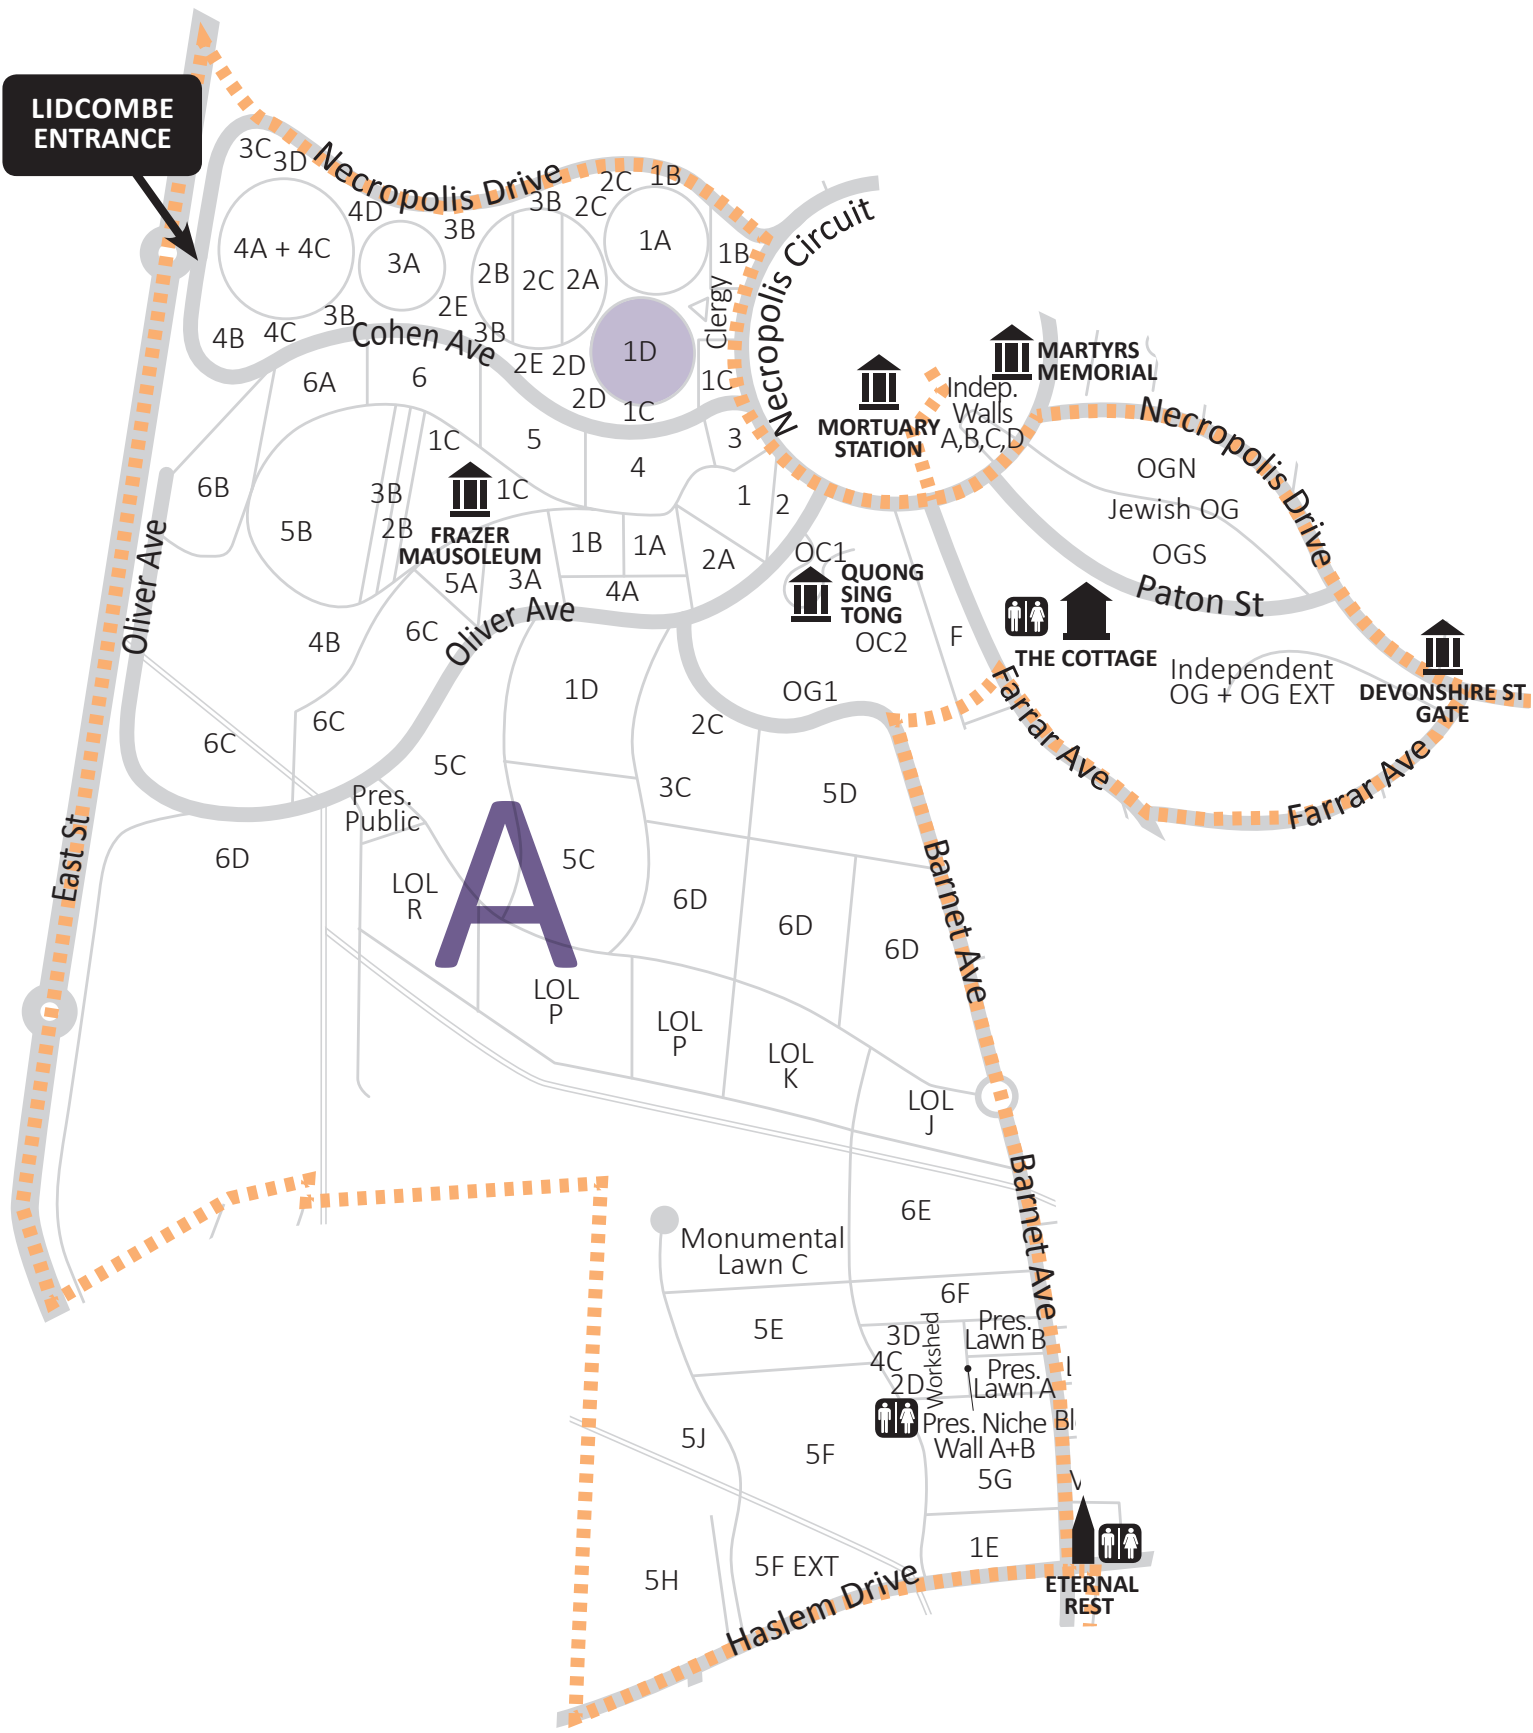 LIDCOMBE
ENTRANCE
3C
3D
Necropolis Drive
2C
1B
4D
3B
2C
3B
4A + 4C
3A
2B
2C
2A
1A
1B
Clergy
Necropolis Circuit
2E
3B
3B
4B
4C
Cohen Ave
2E
2D
1D
2D
1C
1C
6A
6
MARTYRS
MEMORIAL
Indep.
Walls
A,B,C,D
MORTUARY
STATION
Necropolis Drive
1C
5
4
3
OGN
6B
3B
1C
1
2
Jewish OG
5B
2B
FRAZER
MAUSOLEUM
1B
1A
2A
OC1
OGS
Oliver Ave
5A
3A
4A
QUONG
SING
TONG
Paton St
4B
6C
Oliver Ave
OC2
F
THE COTTAGE
Independent
OG + OG EXT
DEVONSHIRE ST
GATE
1D
OG1
6C
6C
2C
Farrar Ave
Farrar Ave
5C
3C
5D
Pres.
Public
East St
6D
LOL
R
A
5C
6D
6D
6D
Barnet Ave
LOL
P
LOL
P
LOL
K
LOL
J
Barnet Ave
6E
Monumental
Lawn C
6F
5E
3D
4C
2D
Workshed
Pres.
Lawn B
Pres.
Lawn A
Pres. Niche
Wall A+B
Bl
5J
5F
5G
1E
5H
5F EXT
Haslem Drive
ETERNAL
REST